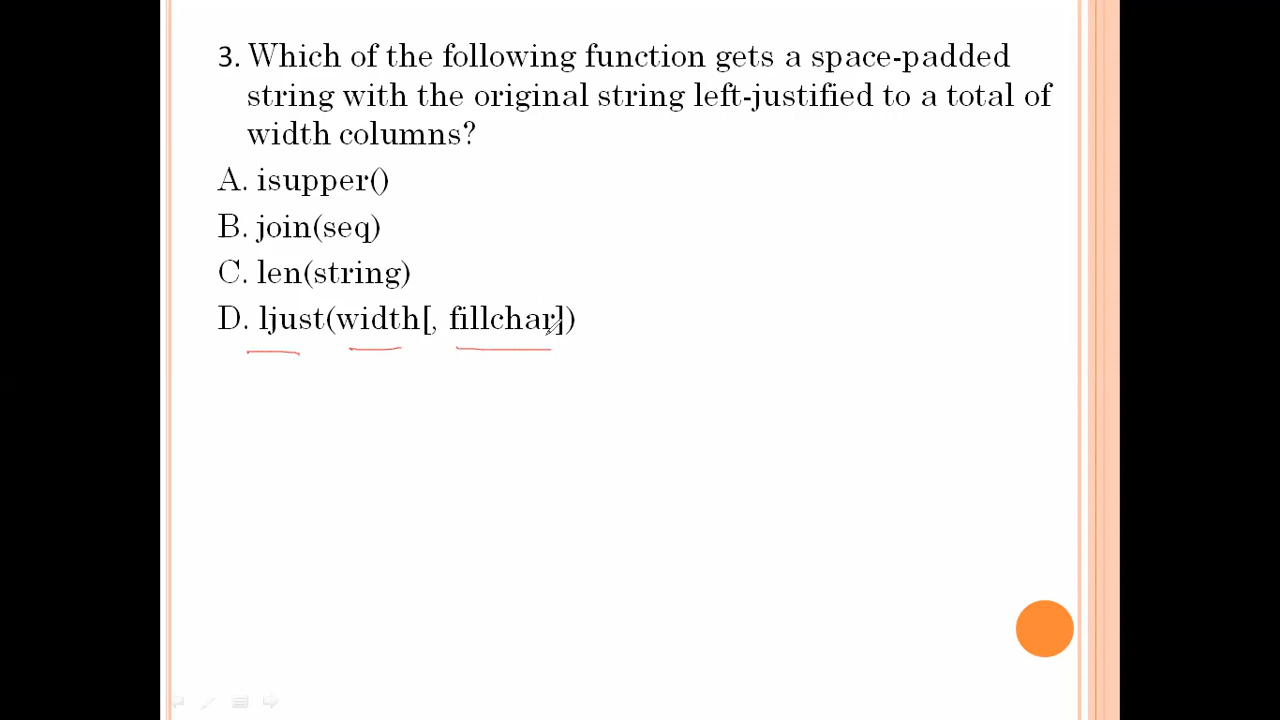 3. Which of the following function gets a space-padded
string with the original string left-justified to a total of
width columns?
A. isupper()
B. join(seq)
C. len(string)
D. ljust(width[, fillchar])